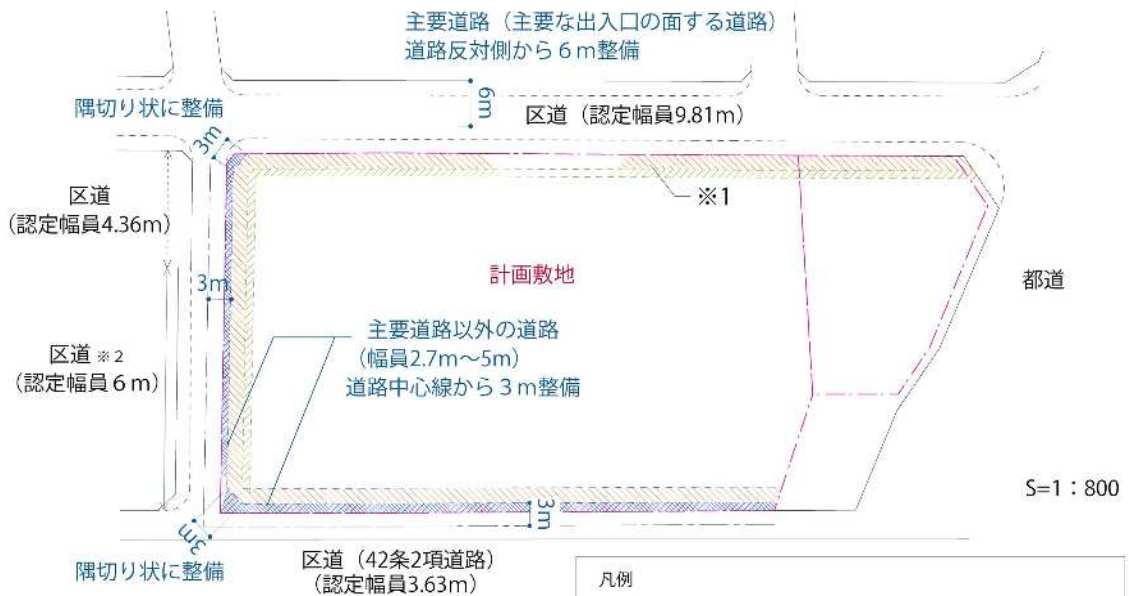 主要道路（主要な出入口の面する道路）
道路反対側から６ｍ整備
隅切り状に整備
6m
区道（認定幅員9.81m）
3m
※1
区道
（認定幅員4.36m）
3m
計画敷地
都道
主要道路以外の道路
（幅員2.7m～5m）
道路中心線から３ｍ整備
区道※２
（認定幅員６ｍ）
S=1：800
3m
3m
隅切り状に整備
区道（42条2項道路）
（認定幅員3.63m）
凡例